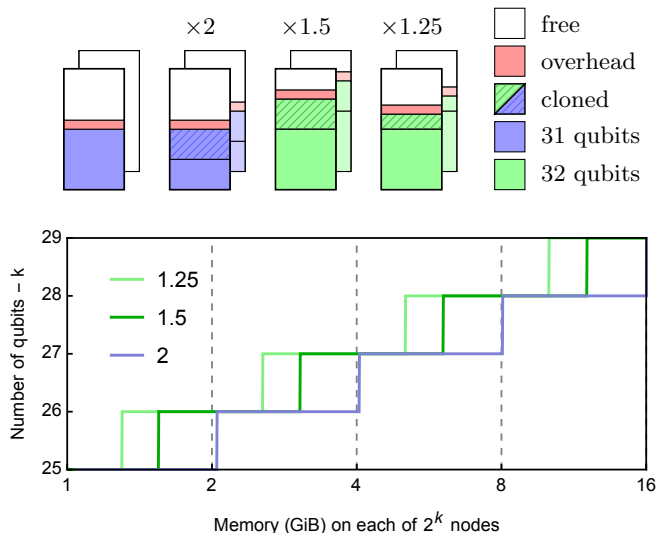 ×2
×1.5
×1.25
free
overhead
cloned
31 qubits
32 qubits
Number of qubits – k
29
28
27
26
25
1.25
1.5
2
1
2
4
8
16
Memory (GiB) on each of 2^k nodes